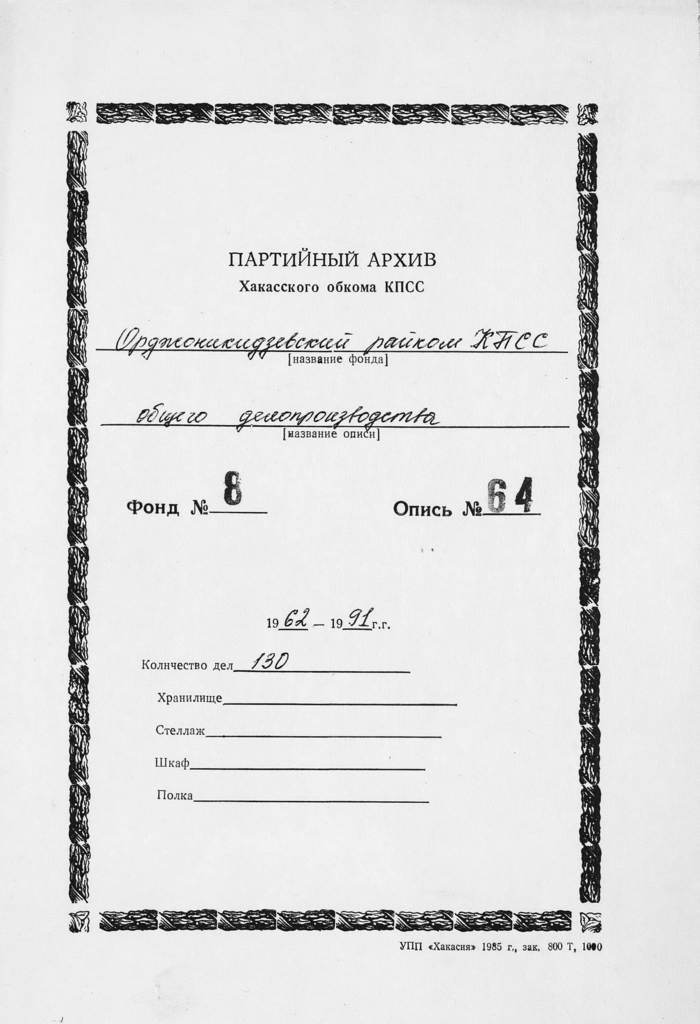 ПАРТИЙНЫЙ АРХИВ
Хакасского обкома КПСС
Орджоникидзевский райком КПСС
[название фонда]
общего делопроизводства
[название описи]
Фонд № 8 Опись № 64
1962 — 1991 г.г.
Количество дел 130
Хранилище
Стеллаж
Шкаф
Полка
УПП «Хакасия» 1985 г., зак. 800 Т, 1000